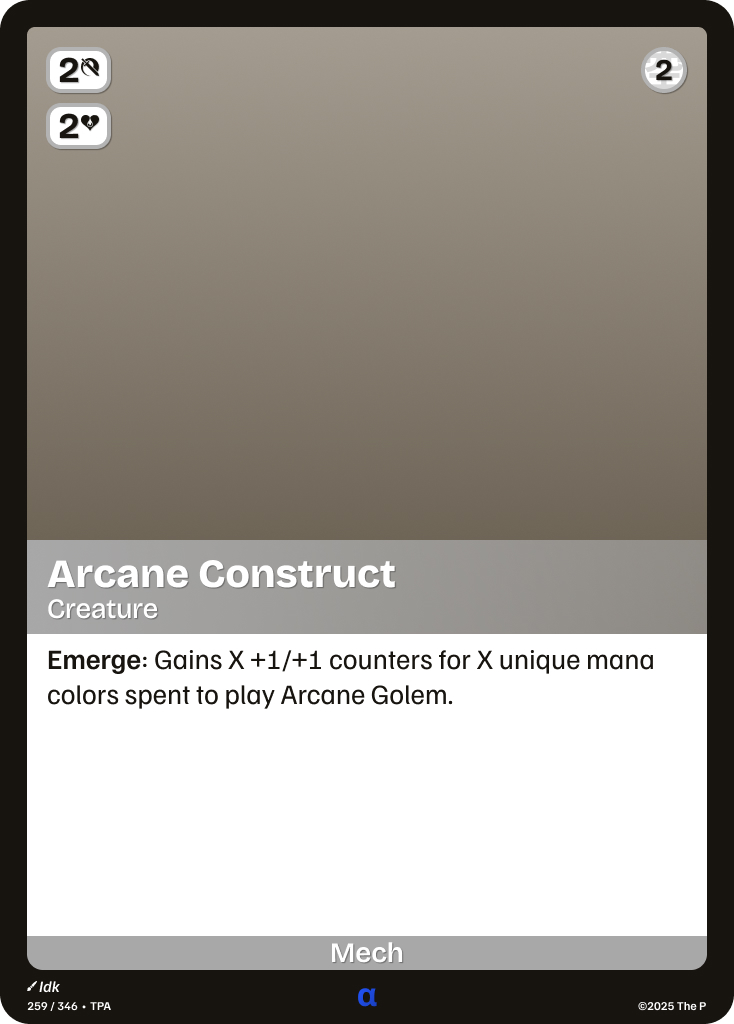 2
2
2
Arcane Construct
Creature
Emerge: Gains X +1/+1 counters for X unique mana
colors spent to play Arcane Golem.
Mech
Idk
259 / 346 • TPA
α
©2025 The P